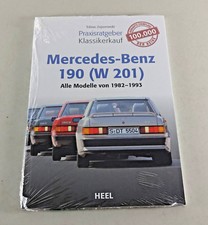 Praxisratgeber
Klassikerkauf
100.000
Mercedes-Benz
190 (W 201)
Alle Modelle von 1982–1993
HEEL